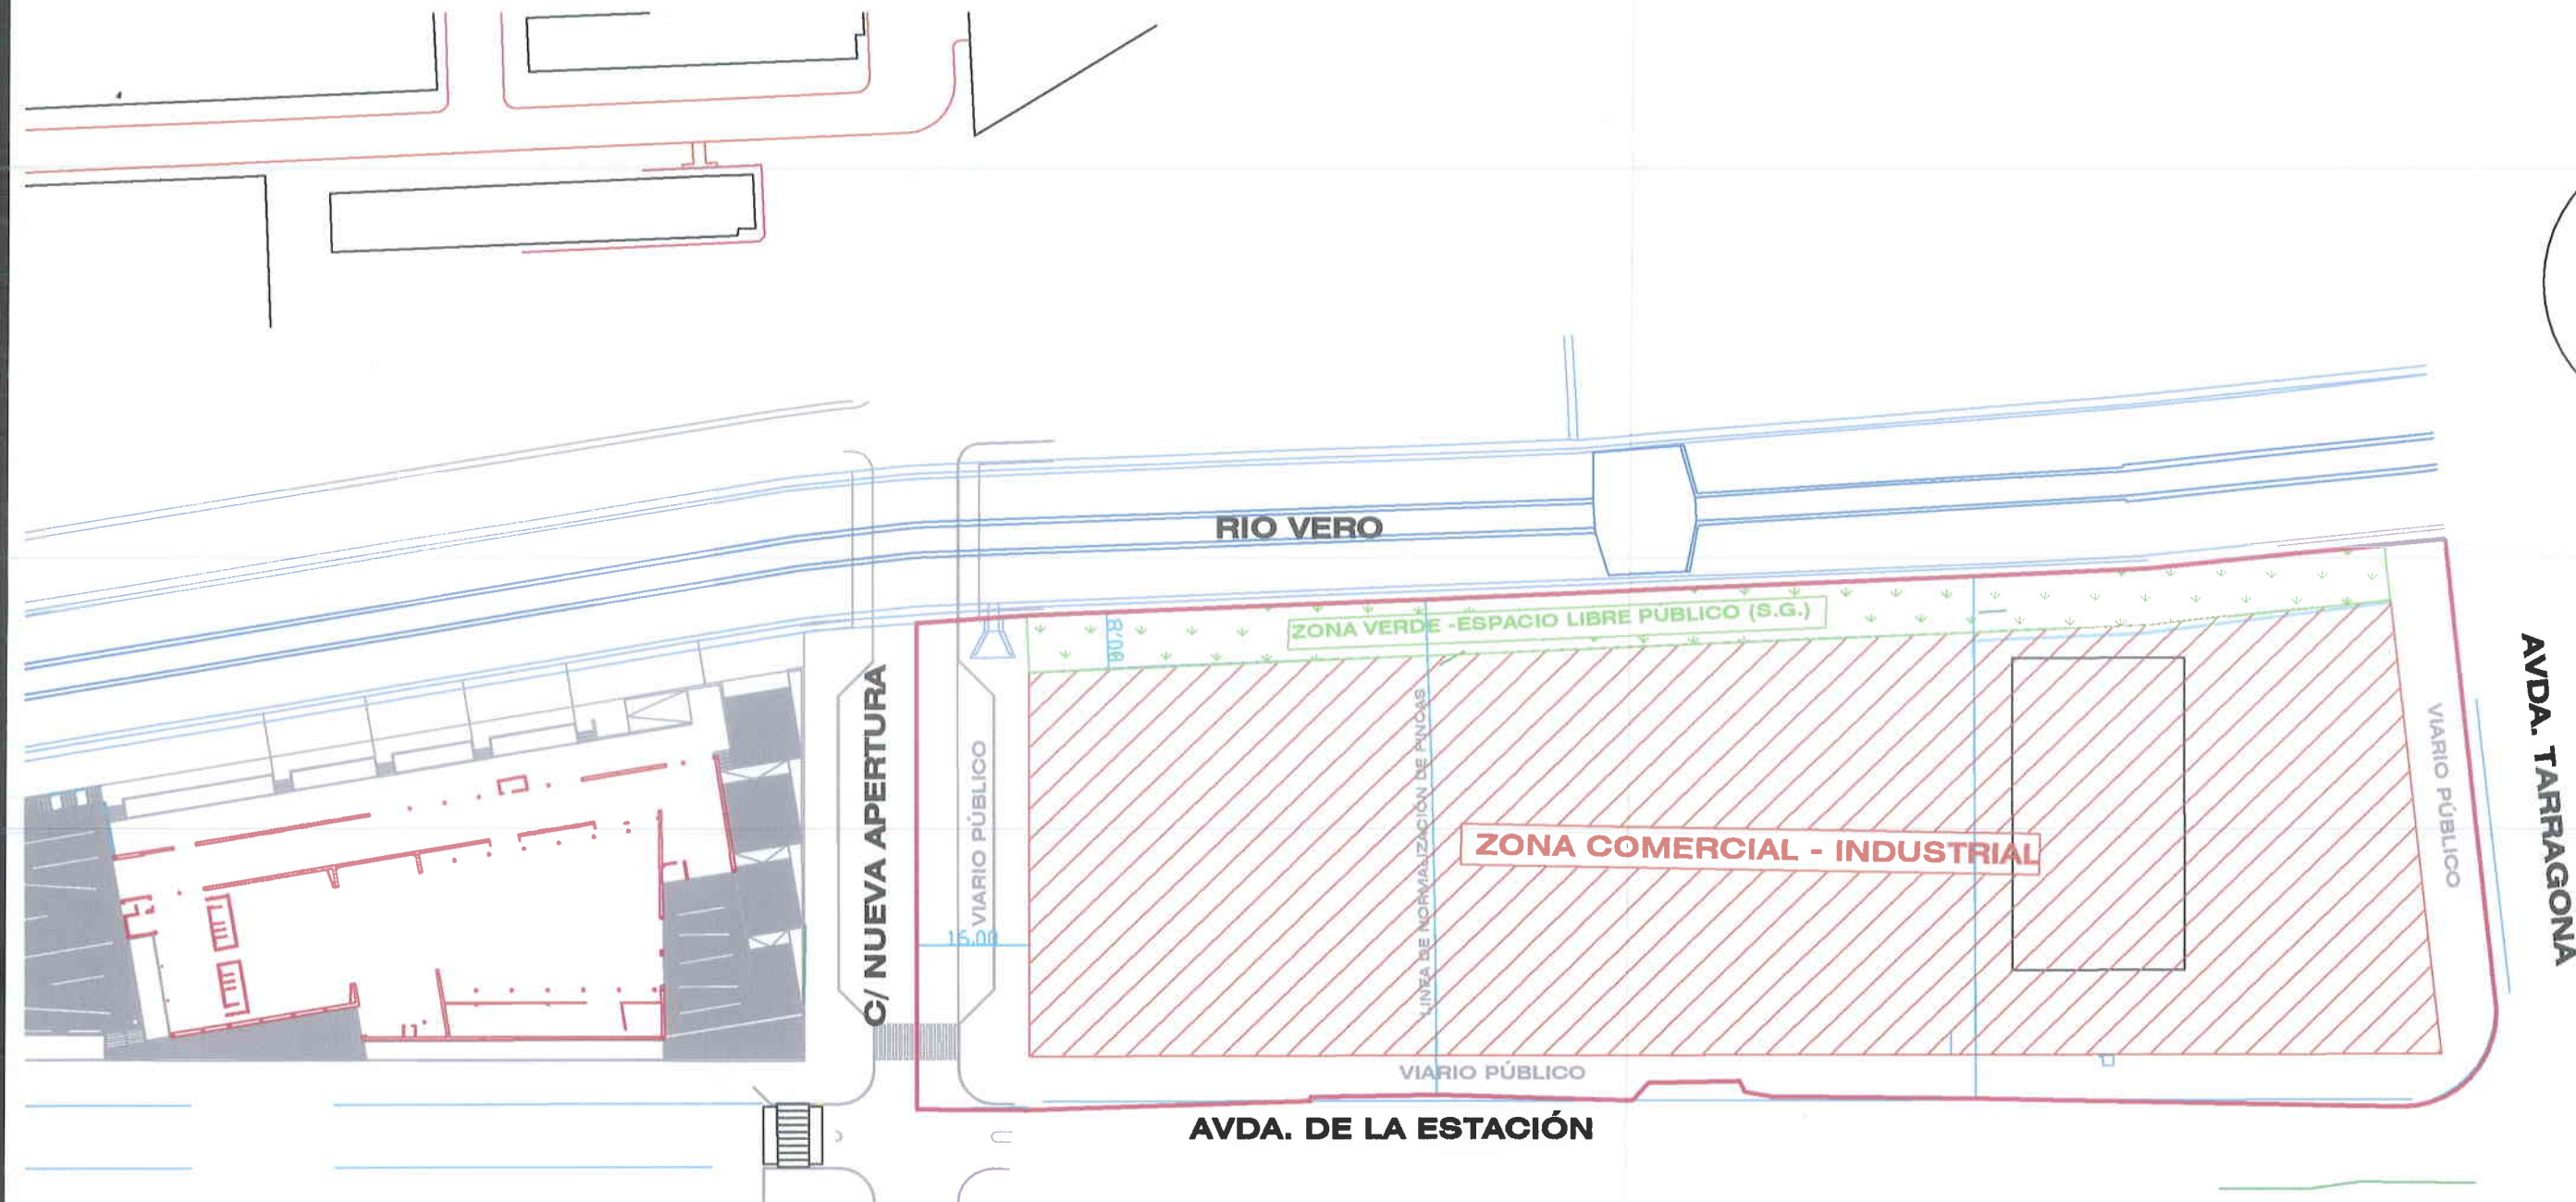 RIO VERO
ZONA VERDE -ESPACIO LIBRE PÚBLICO (S.G.)
8,00
C/ NUEVA APERTURA
VIARIO PÚBLICO
16.00
LINEA DE NORMALIZACIÓN DE FINCAS
ZONA COMERCIAL - INDUSTRIAL
VIARIO PÚBLICO
AVDA. TARRAGONA
VIARIO PÚBLICO
AVDA. DE LA ESTACIÓN